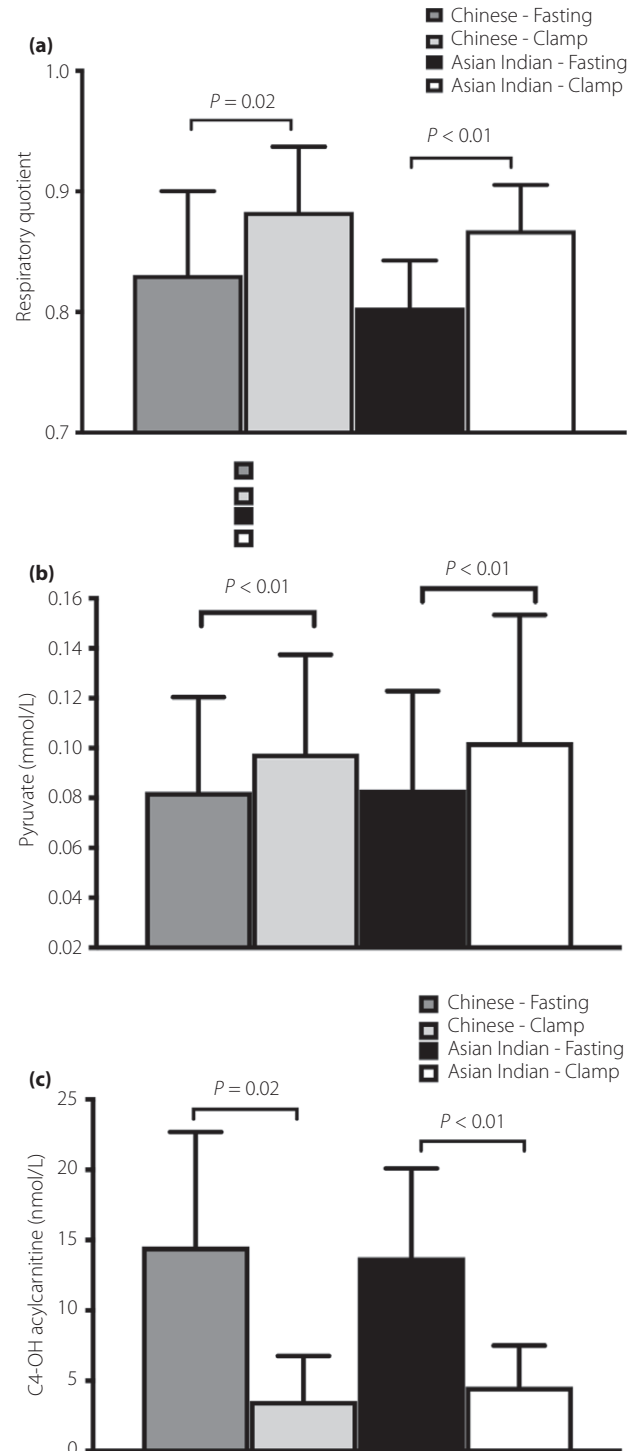 Chinese - Fasting
Chinese - Clamp
Asian Indian - Fasting
Asian Indian - Clamp
(a)
1.0
0.9
0.8
0.7
Respiratory quotient
P = 0.02
P < 0.01
(b)
0.16
0.14
0.12
0.10
0.08
0.06
0.04
0.02
Pyruvate (mmol/L)
P < 0.01
P < 0.01
Chinese - Fasting
Chinese - Clamp
Asian Indian - Fasting
Asian Indian - Clamp
(c)
25
20
15
10
5
0
C4-OH acylcarnitine (nmol/L)
P = 0.02
P < 0.01